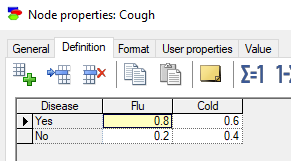 Node properties: Cough
General Definition Format User properties Value
Σ=1 1-
Disease Flu Cold
Yes 0.8 0.6
No 0.2 0.4